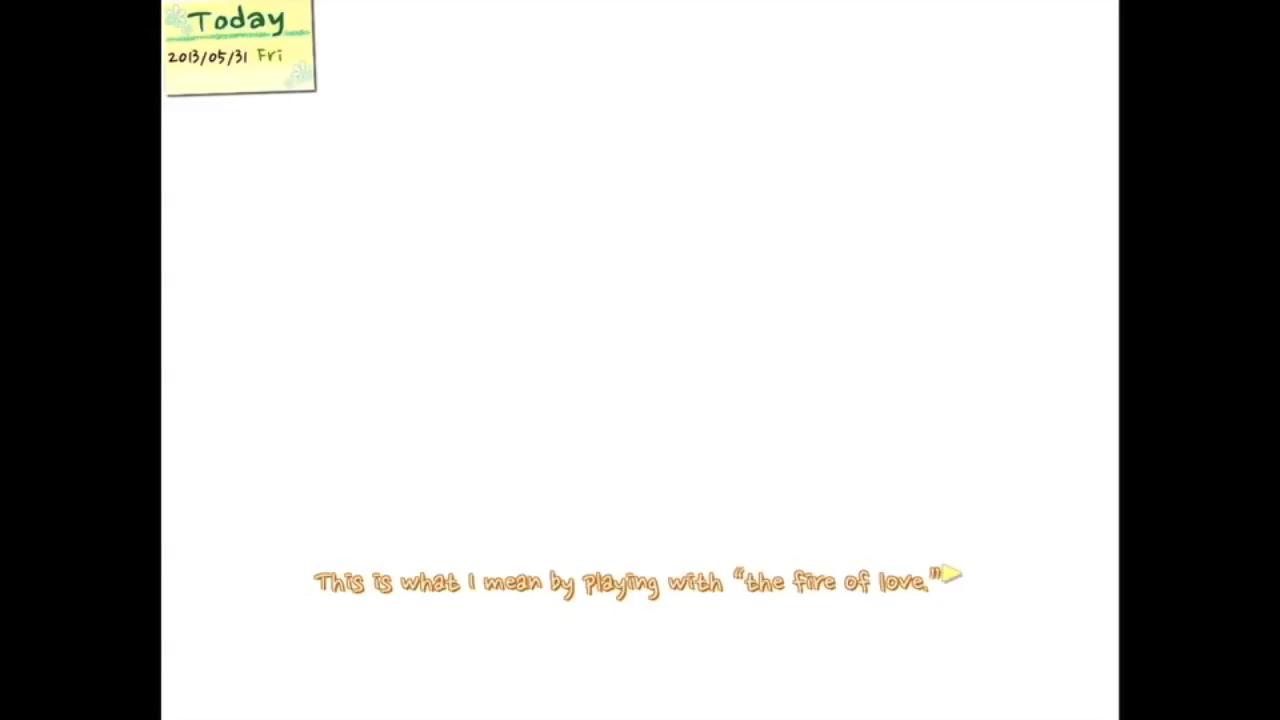 Today
2013/05/31 Fri
This is what I mean by playing with “the fire of love.”